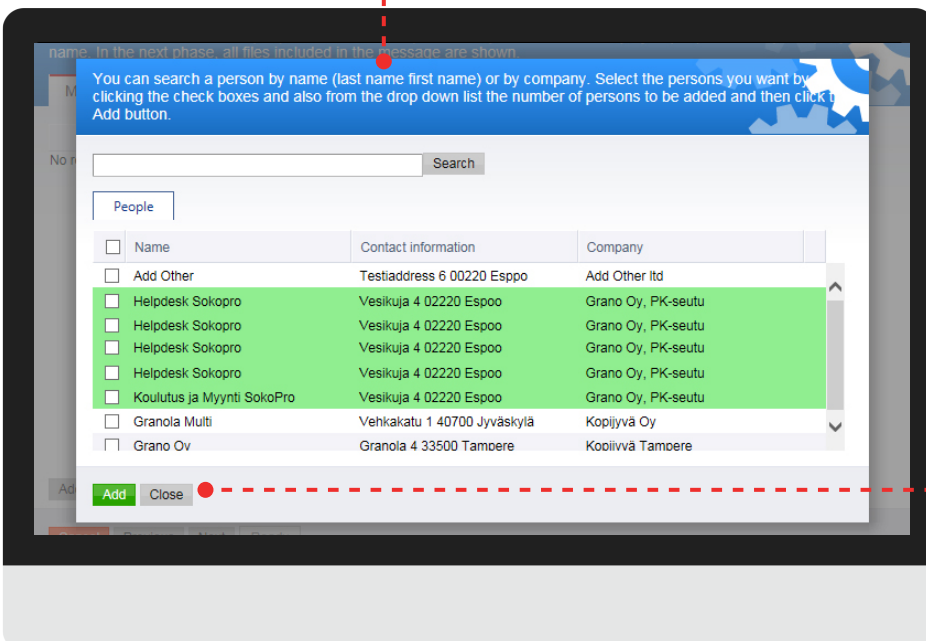 name. In the next phase, all files included in the message are shown.
You can search a person by name (last name first name) or by company. Select the persons you want by
clicking the check boxes and also from the drop down list the number of persons to be added and then click
Add button.
M
No re
Search
People
Name Contact information Company
Add Other Testiaddress 6 00220 Esppo Add Other ltd
Helpdesk Sokopro Vesikuja 4 02220 Espoo Grano Oy, PK-seutu
Helpdesk Sokopro Vesikuja 4 02220 Espoo Grano Oy, PK-seutu
Helpdesk Sokopro Vesikuja 4 02220 Espoo Grano Oy, PK-seutu
Helpdesk Sokopro Vesikuja 4 02220 Espoo Grano Oy, PK-seutu
Koulutus ja Myynti SokoPro Vesikuja 4 02220 Espoo Grano Oy, PK-seutu
Granola Multi Vehkakatu 1 40700 Jyväskylä Kopijyvä Oy
Grano Oy Granola 4 33500 Tampere Kopijyvä Tampere
Ad
Add Close
Cancel Previous Next Ready